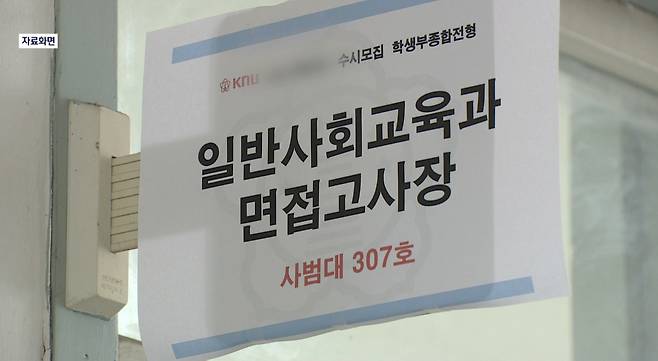 자료화면
knu
수시모집 학생부종합전형
일반사회교육과
면접고사장
사범대 307호